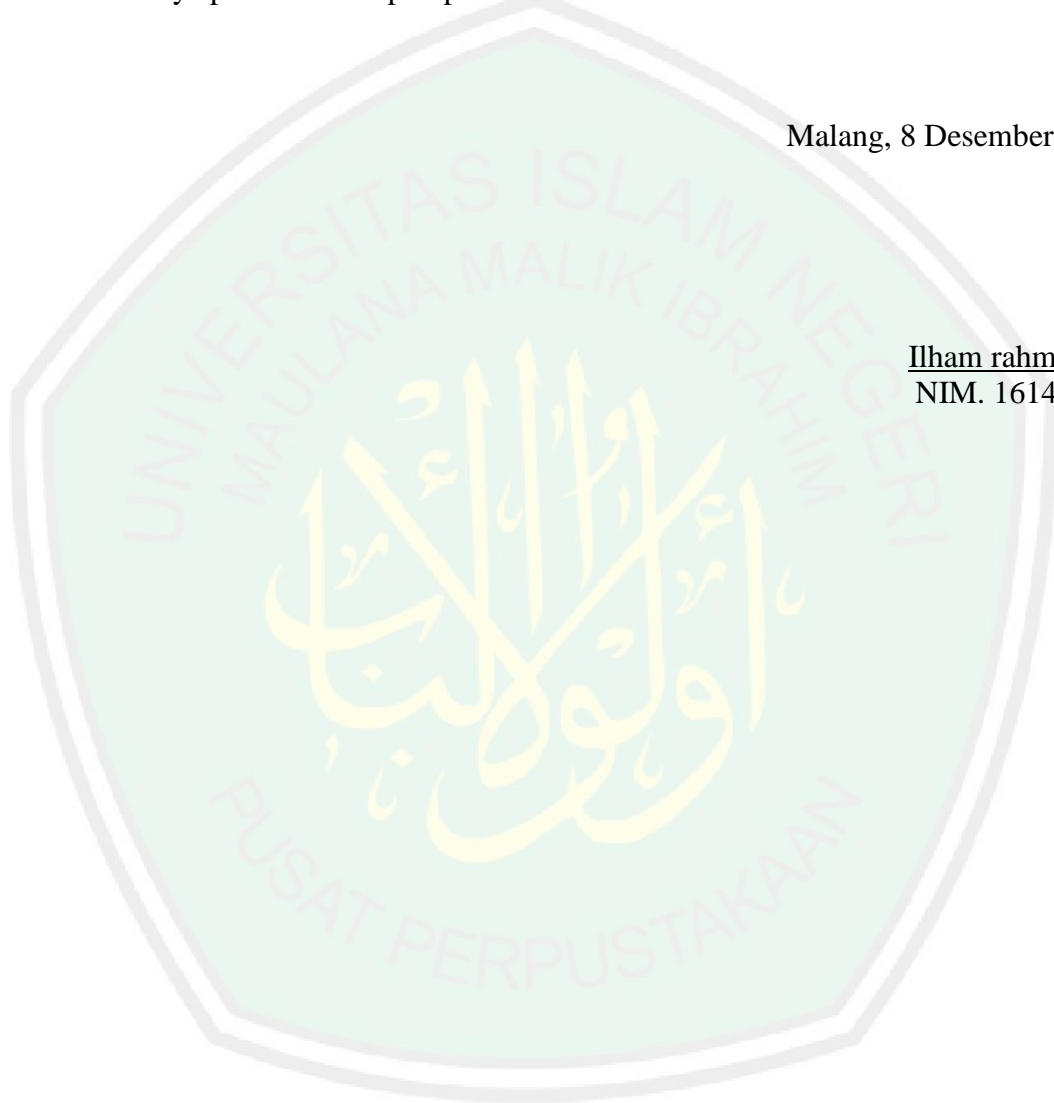 Malang, 8 Desember
UNIVERSITAS ISLAM NEGERI
MAULANA MALIK IBRAHIM
Ilham rahm
NIM. 1614
أولوا الألباب
PUSAT PERPUSTAKAAN